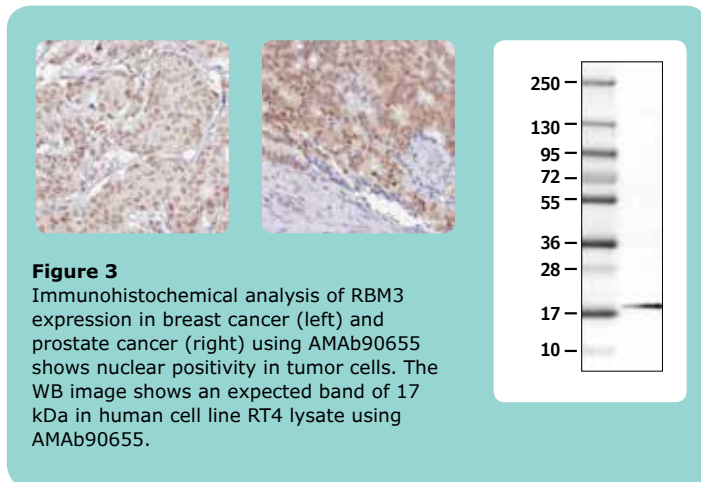 Figure 3
Immunohistochemical analysis of RBM3
expression in breast cancer (left) and
prostate cancer (right) using AMAb90655
shows nuclear positivity in tumor cells. The
WB image shows an expected band of 17
kDa in human cell line RT4 lysate using
AMAb90655.
250
130
95
72
55
36
28
17
10